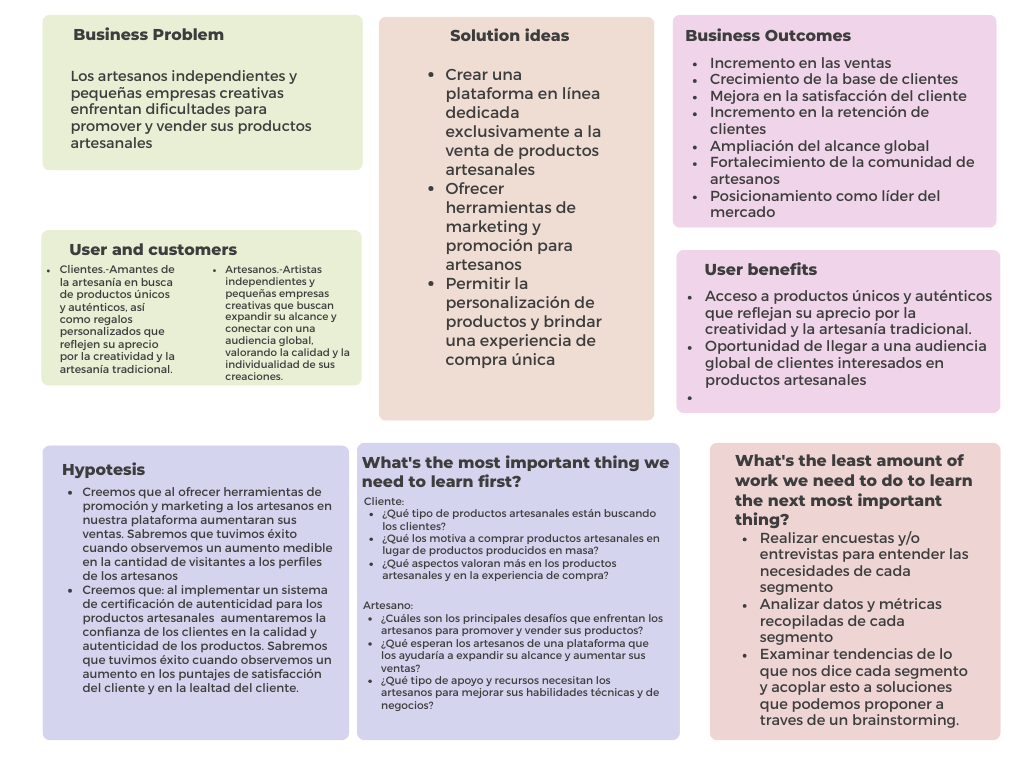 Business Problem
Los artesanos independientes y
pequeñas empresas creativas
enfrentan dificultades para
promover y vender sus productos
artesanales
User and customers
• Clientes.-Amantes de
la artesanía en busca
de productos únicos
y auténticos, así
como regalos
personalizados que
reflejen su aprecio
por la creatividad y la
artesanía tradicional.
• Artesanos.-Artistas
independientes y
pequeñas empresas
creativas que buscan
expandir su alcance y
conectar con una
audiencia global,
valorando la calidad y la
individualidad de sus
creaciones.
Solution ideas
• Crear una
plataforma en línea
dedicada
exclusivamente a la
venta de productos
artesanales
• Ofrecer
herramientas de
marketing y
promoción para
artesanos
• Permitir la
personalización de
productos y brindar
una experiencia de
compra única
Business Outcomes
• Incremento en las ventas
• Crecimiento de la base de clientes
• Mejora en la satisfacción del cliente
• Incremento en la retención de
clientes
• Ampliación del alcance global
• Fortalecimiento de la comunidad de
artesanos
• Posicionamiento como líder del
mercado
User benefits
• Acceso a productos únicos y auténticos
que reflejan su aprecio por la
creatividad y la artesanía tradicional.
• Oportunidad de llegar a una audiencia
global de clientes interesados en
productos artesanales
•
Hypotesis
• Creemos que al ofrecer herramientas de
promoción y marketing a los artesanos en
nuestra plataforma aumentaran sus
ventas. Sabremos que tuvimos éxito
cuando observemos un aumento medible
en la cantidad de visitantes a los perfiles
de los artesanos
• Creemos que: al implementar un sistema
de certificación de autenticidad para los
productos artesanales  aumentaremos la
confianza de los clientes en la calidad y
autenticidad de los productos. Sabremos
que tuvimos éxito cuando observemos un
aumento en los puntajes de satisfacción
del cliente y en la lealtad del cliente.
What's the most important thing we
need to learn first?
Cliente:
• ¿Qué tipo de productos artesanales están buscando
los clientes?
• ¿Qué los motiva a comprar productos artesanales en
lugar de productos producidos en masa?
• ¿Qué aspectos valoran más en los productos
artesanales y en la experiencia de compra?
Artesano:
• ¿Cuáles son los principales desafíos que enfrentan los
artesanos para promover y vender sus productos?
• ¿Qué esperan los artesanos de una plataforma que
los ayudaría a expandir su alcance y aumentar sus
ventas?
• ¿Qué tipo de apoyo y recursos necesitan los
artesanos para mejorar sus habilidades técnicas y de
negocios?
What's the least amount of
work we need to do to learn
the next most important
thing?
• Realizar encuestas y/o
entrevistas para entender las
necesidades de cada
segmento
• Analizar datos y métricas
recopiladas de cada
segmento
• Examinar tendencias de lo
que nos dice cada segmento
y acoplar esto a soluciones
que podemos proponer a
traves de un brainstorming.